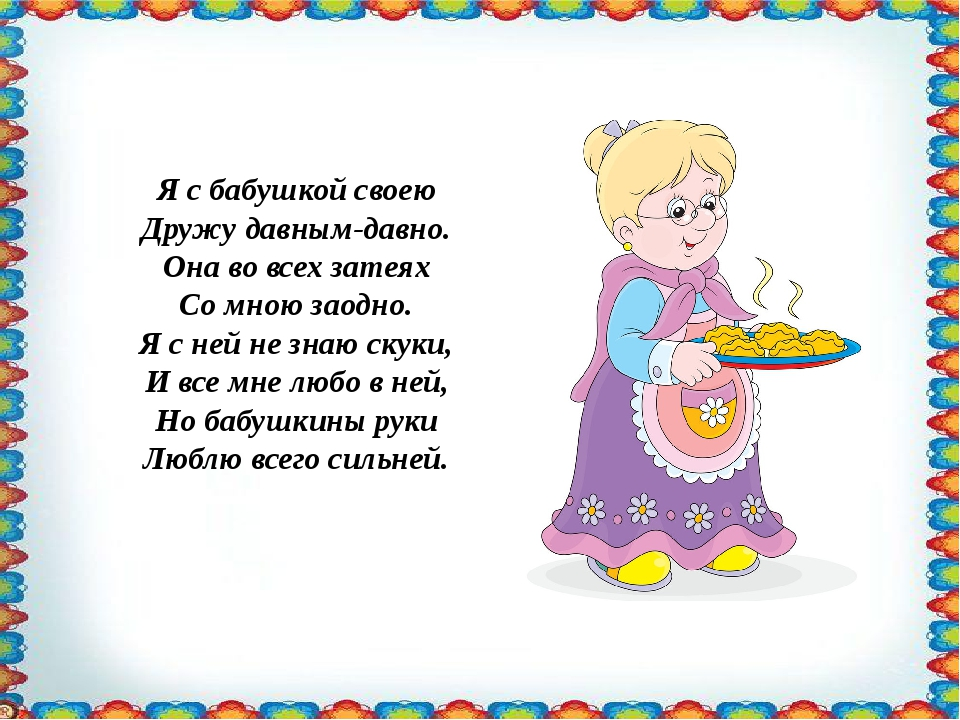 Я с бабушкой своею
Дружу давным-давно.
Она во всех затеях
Со мною заодно.
Я с ней не знаю скуки,
И все мне любо в ней,
Но бабушкины руки
Люблю всего сильней.